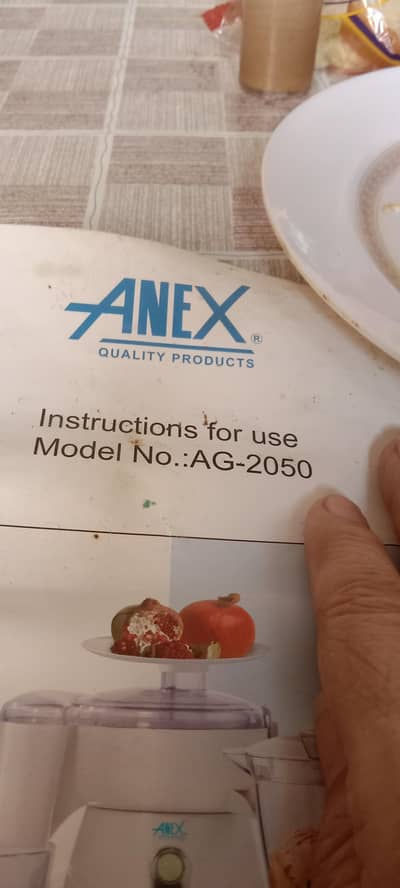 ANEX®
QUALITY PRODUCTS
Instructions for use
Model No.:AG-2050
ANEX